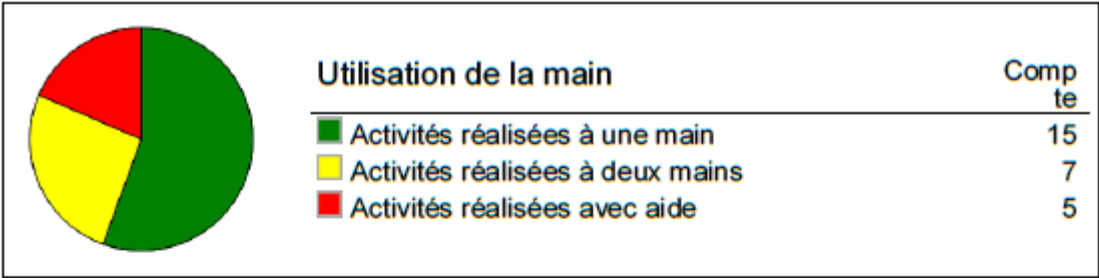 Utilisation de la main
Comp
te
Activités réalisées à une main 15
Activités réalisées à deux mains 7
Activités réalisées avec aide 5